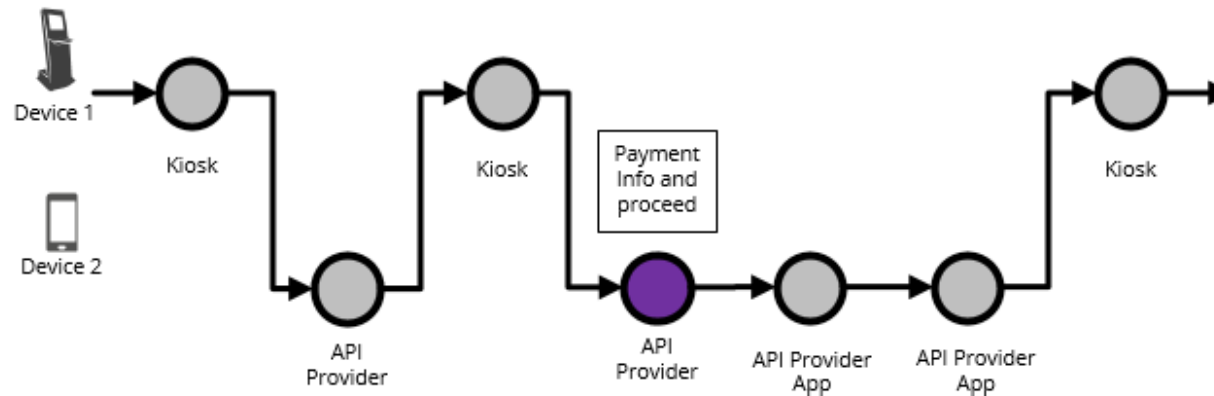 Device 1
Kiosk
Kiosk
Payment
Info and
proceed
Kiosk
Device 2
API
Provider
API
Provider
API Provider
App
API Provider
App